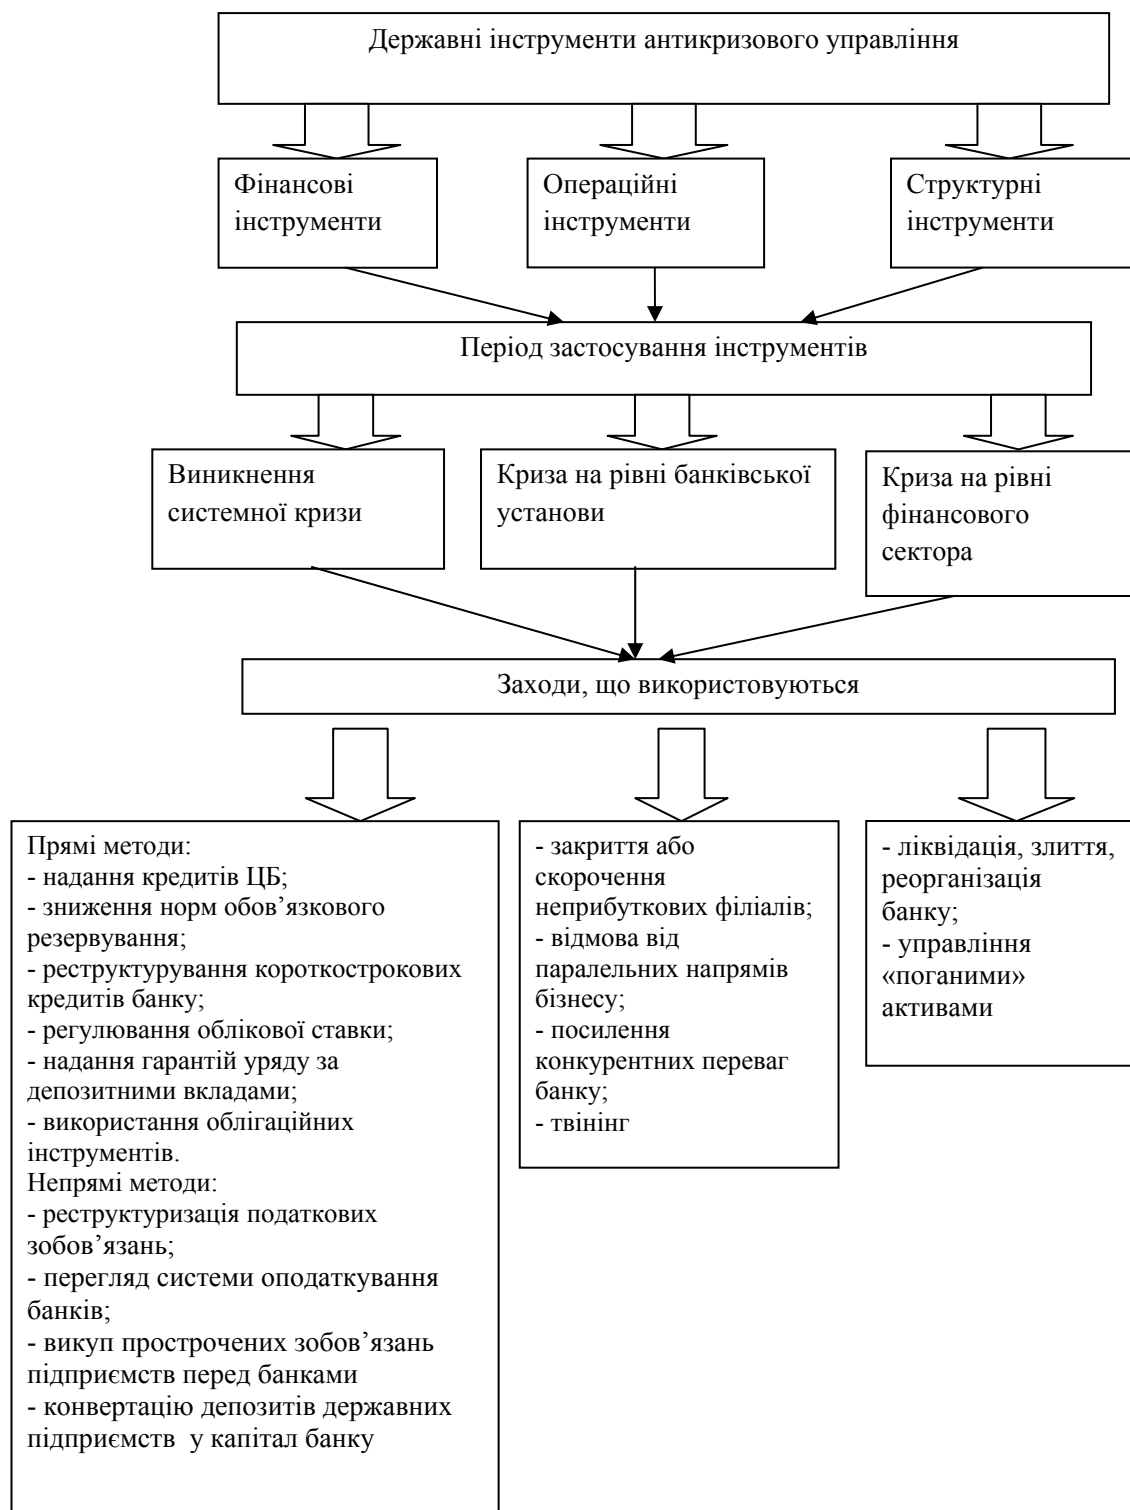 Державні інструменти антикризового управління
Фінансові
інструменти
Операційні
інструменти
Структурні
інструменти
Період застосування інструментів
Виникнення
системної кризи
Криза на рівні банківської
установи
Криза на рівні
фінансового
сектора
Заходи, що використовуються
Прямі методи:
- надання кредитів ЦБ;
- зниження норм обов’язкового
резервування;
- реструктурування короткострокових
кредитів банку;
- регулювання облікової ставки;
- надання гарантій уряду за
депозитними вкладами;
- використання облігаційних
інструментів.
Непрямі методи:
- реструктуризація податкових
зобов’язань;
- перегляд системи оподаткування
банків;
- викуп прострочених зобов’язань
підприємств перед банками
- конвертацію депозитів державних
підприємств  у капітал банку
- закриття або
скорочення
неприбуткових філіалів;
- відмова від
паралельних напрямів
бізнесу;
- посилення
конкурентних переваг
банку;
- твінінг
- ліквідація, злиття,
реорганізація
банку;
- управління
«поганими»
активами